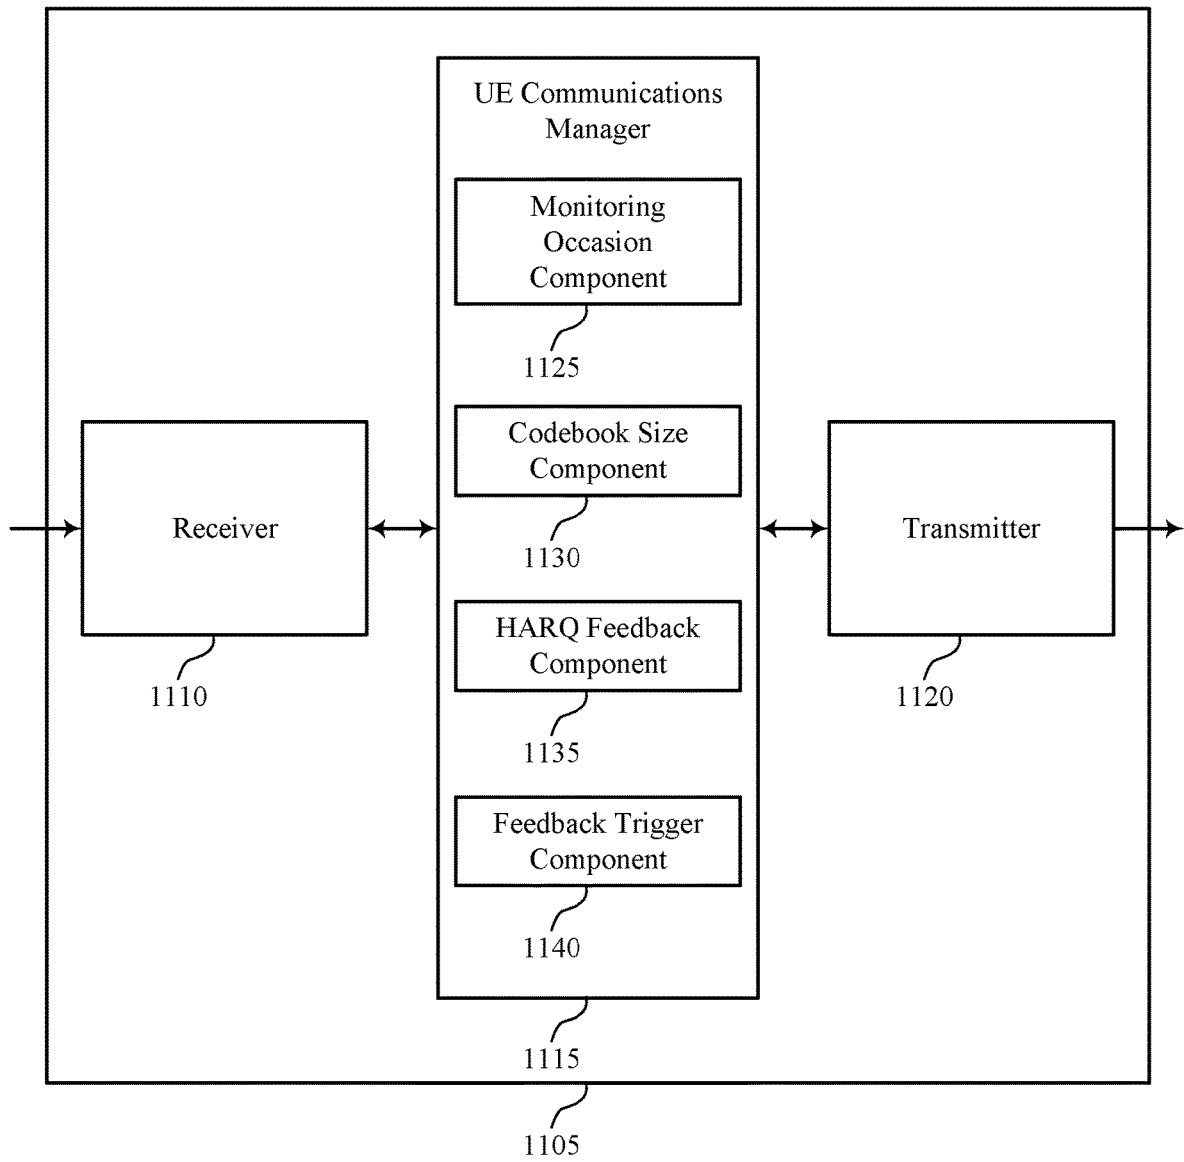 UE Communications
Manager
Monitoring
Occasion
Component
1125
Codebook Size
Component
1130
Receiver
1110
Transmitter
1120
HARQ Feedback
Component
1135
Feedback Trigger
Component
1140
1115
1105